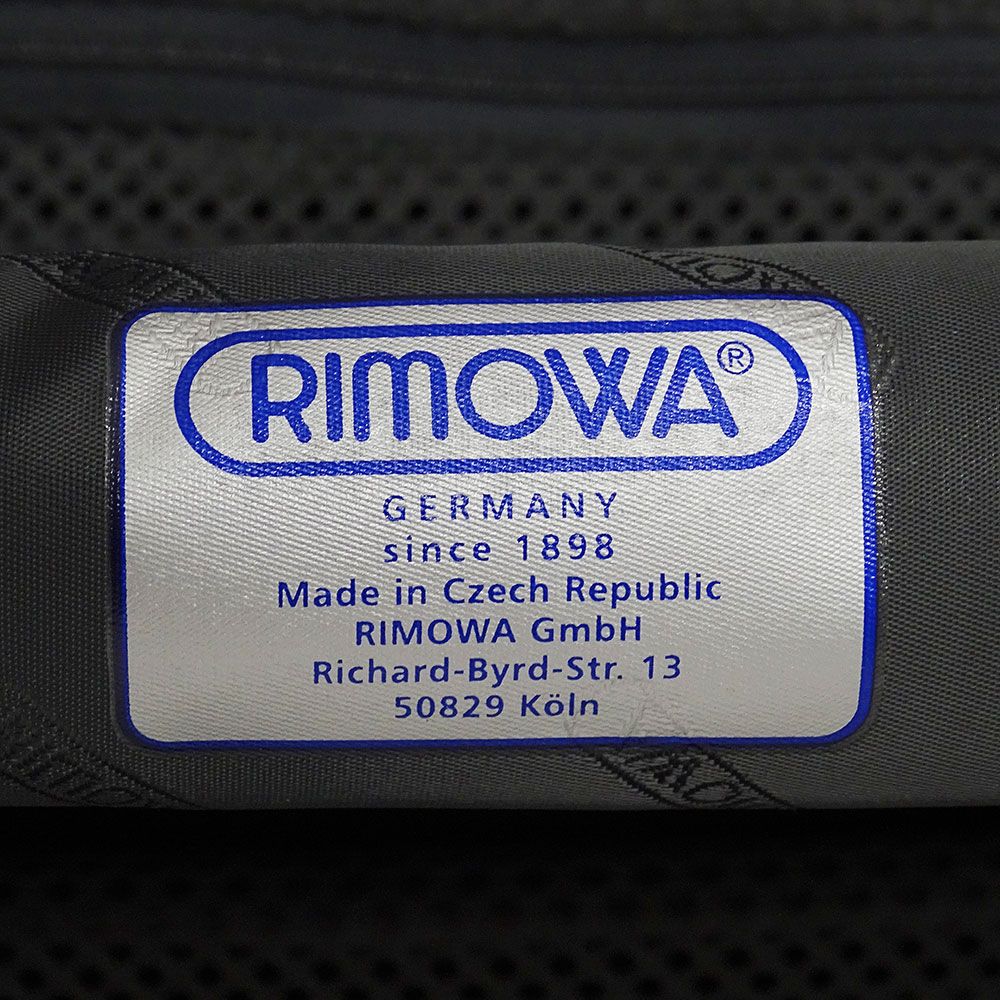 RIMOWA®
GERMANY
since 1898
Made in Czech Republic
RIMOWA GmbH
Richard-Byrd-Str. 13
50829 Köln